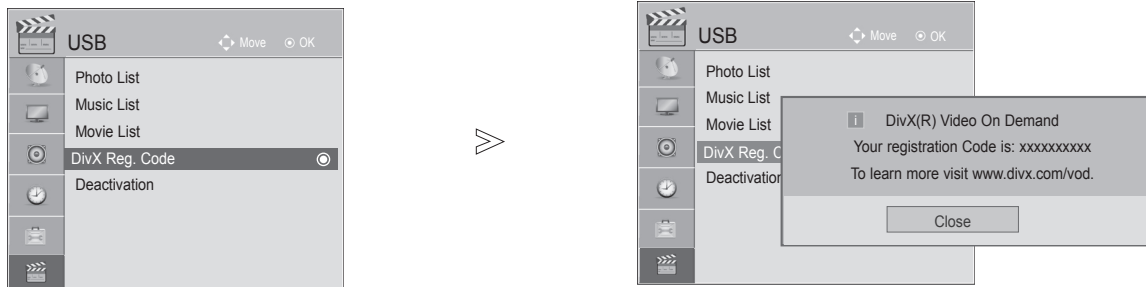 USB
Move
OK
Photo List
Music List
Movie List
DivX Reg. Code
Deactivation
USB
Move
OK
Photo List
Music List
Movie List
DivX Reg. C
Deactivation
i
DivX(R) Video On Demand
Your registration Code is: xxxxxxxxxx
To learn more visit www.divx.com/vod.
Close